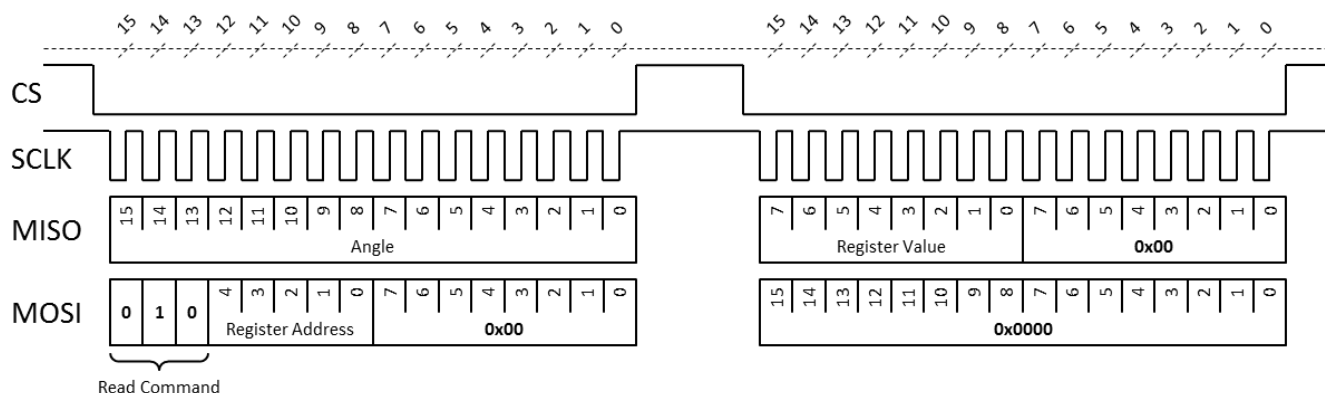 15 14 13 12 11 10 9 8 7 6 5 4 3 2 1 0 15 14 13 12 11 10 9 8 7 6 5 4 3 2 1 0
CS
SCLK
MISO
15 14 13 12 11 10 9 8 7 6 5 4 3 2 1 0 7 6 5 4 3 2 1 0 7 6 5 4 3 2 1 0
Angle Register Value 0x00
MOSI
0 1 0 4 3 2 1 0 7 6 5 4 3 2 1 0 15 14 13 12 11 10 9 8 7 6 5 4 3 2 1 0
Register Address 0x00 0x0000
Read Command